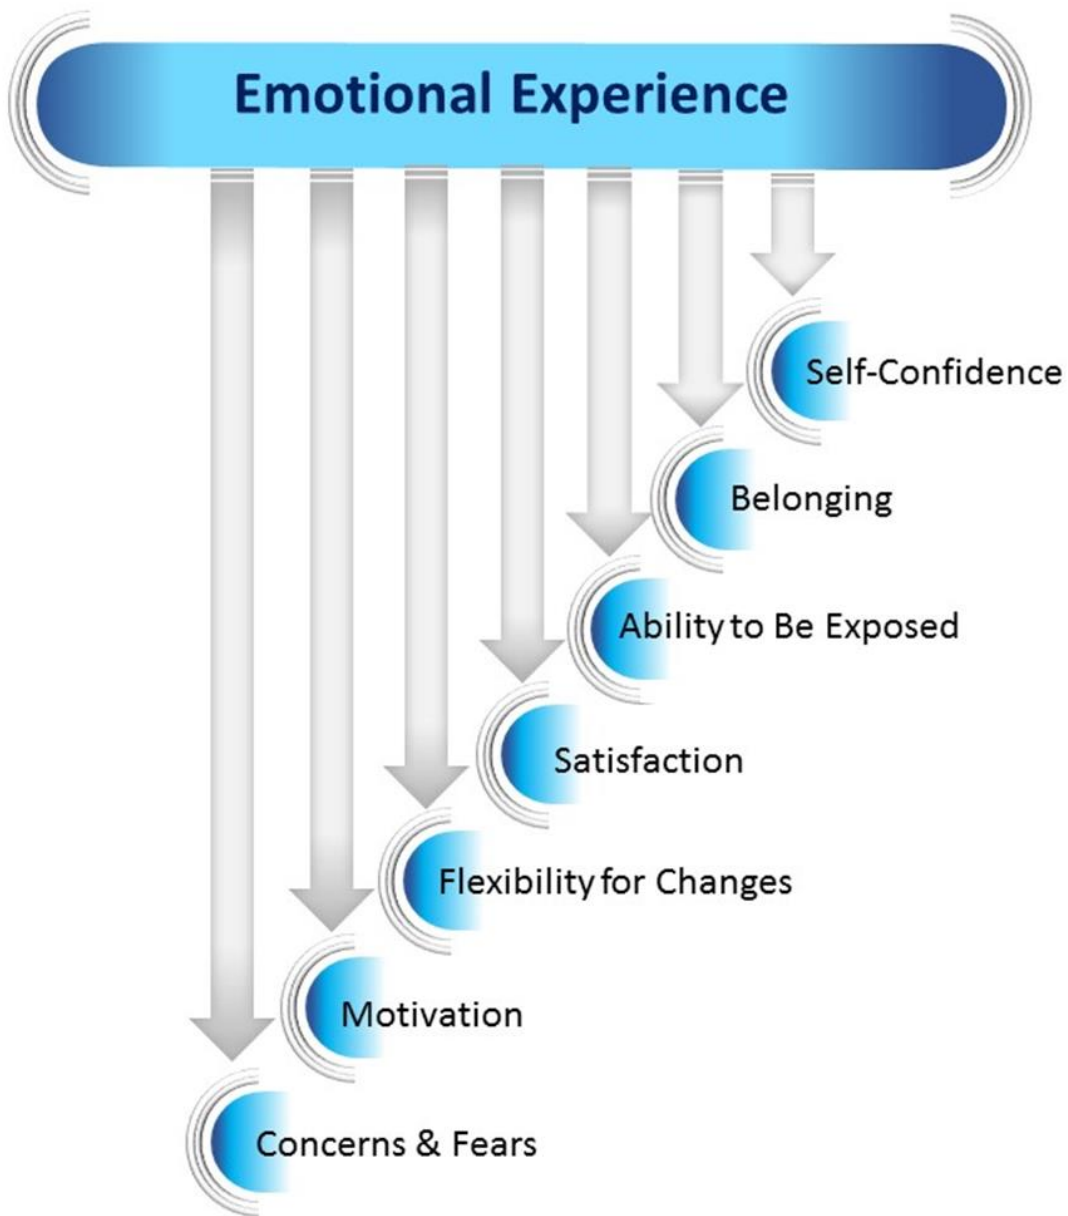 Emotional Experience
Self-Confidence
Belonging
Ability to Be Exposed
Satisfaction
Flexibility for Changes
Motivation
Concerns & Fears